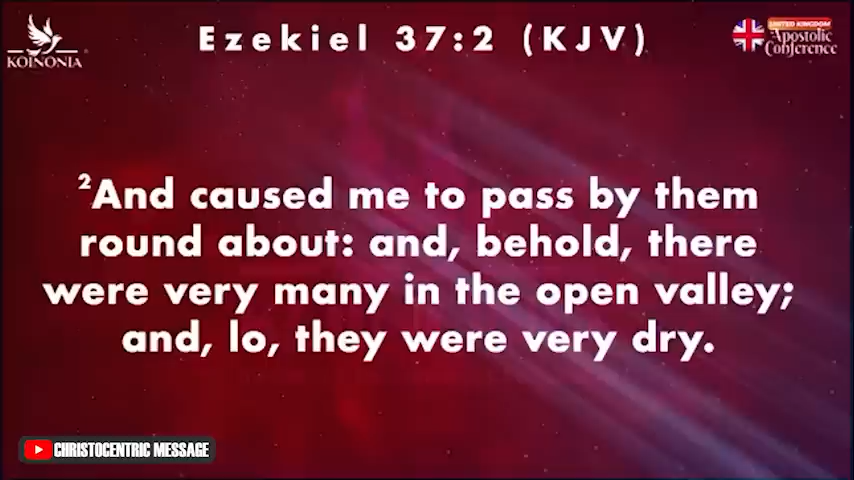 Ezekiel 37:2 (KJV)
KOINONIA
UNITED KINGDOM
Apostolic
Conference
²And caused me to pass by them
round about: and, behold, there
were very many in the open valley;
and, lo, they were very dry.
CHRISTOCENTRIC MESSAGE